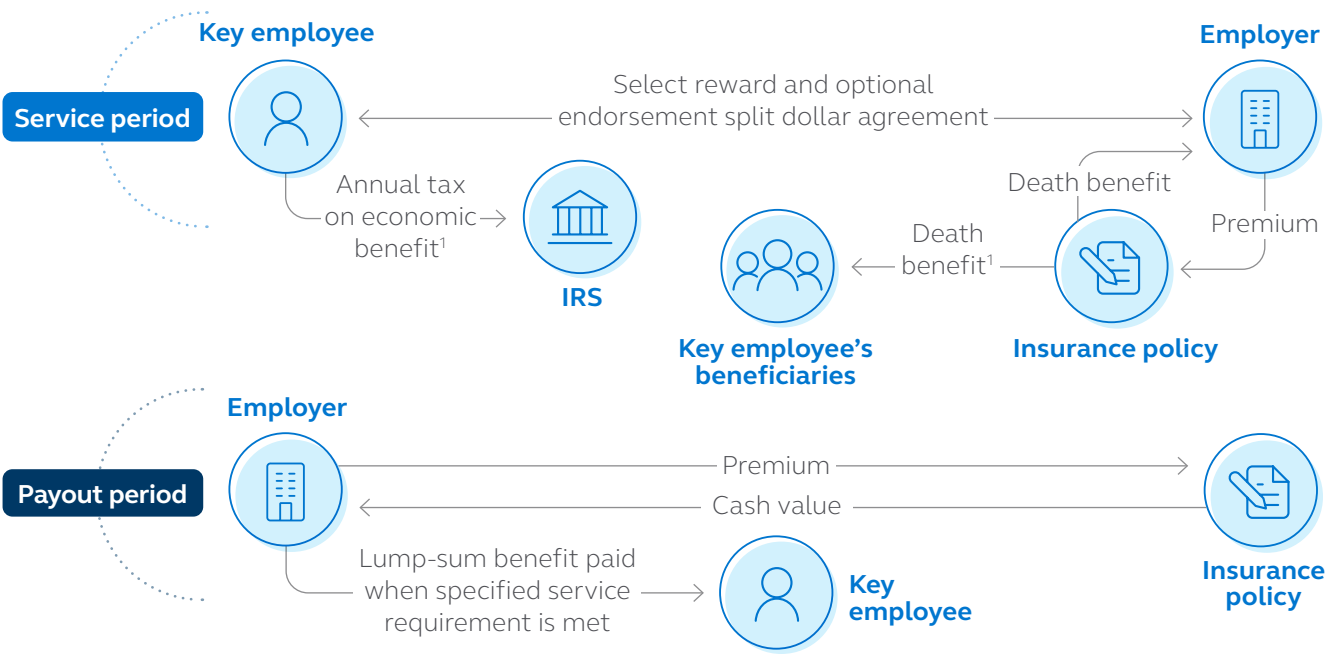 Key employee
Employer
Service period
Select reward and optional
endorsement split dollar agreement
Annual tax
on economic
benefit¹
IRS
Death benefit
Premium
Death
benefit¹
Key employee’s
beneficiaries
Insurance policy
Employer
Payout period
Premium
Cash value
Lump-sum benefit paid
when specified service
requirement is met
Key
employee
Insurance
policy